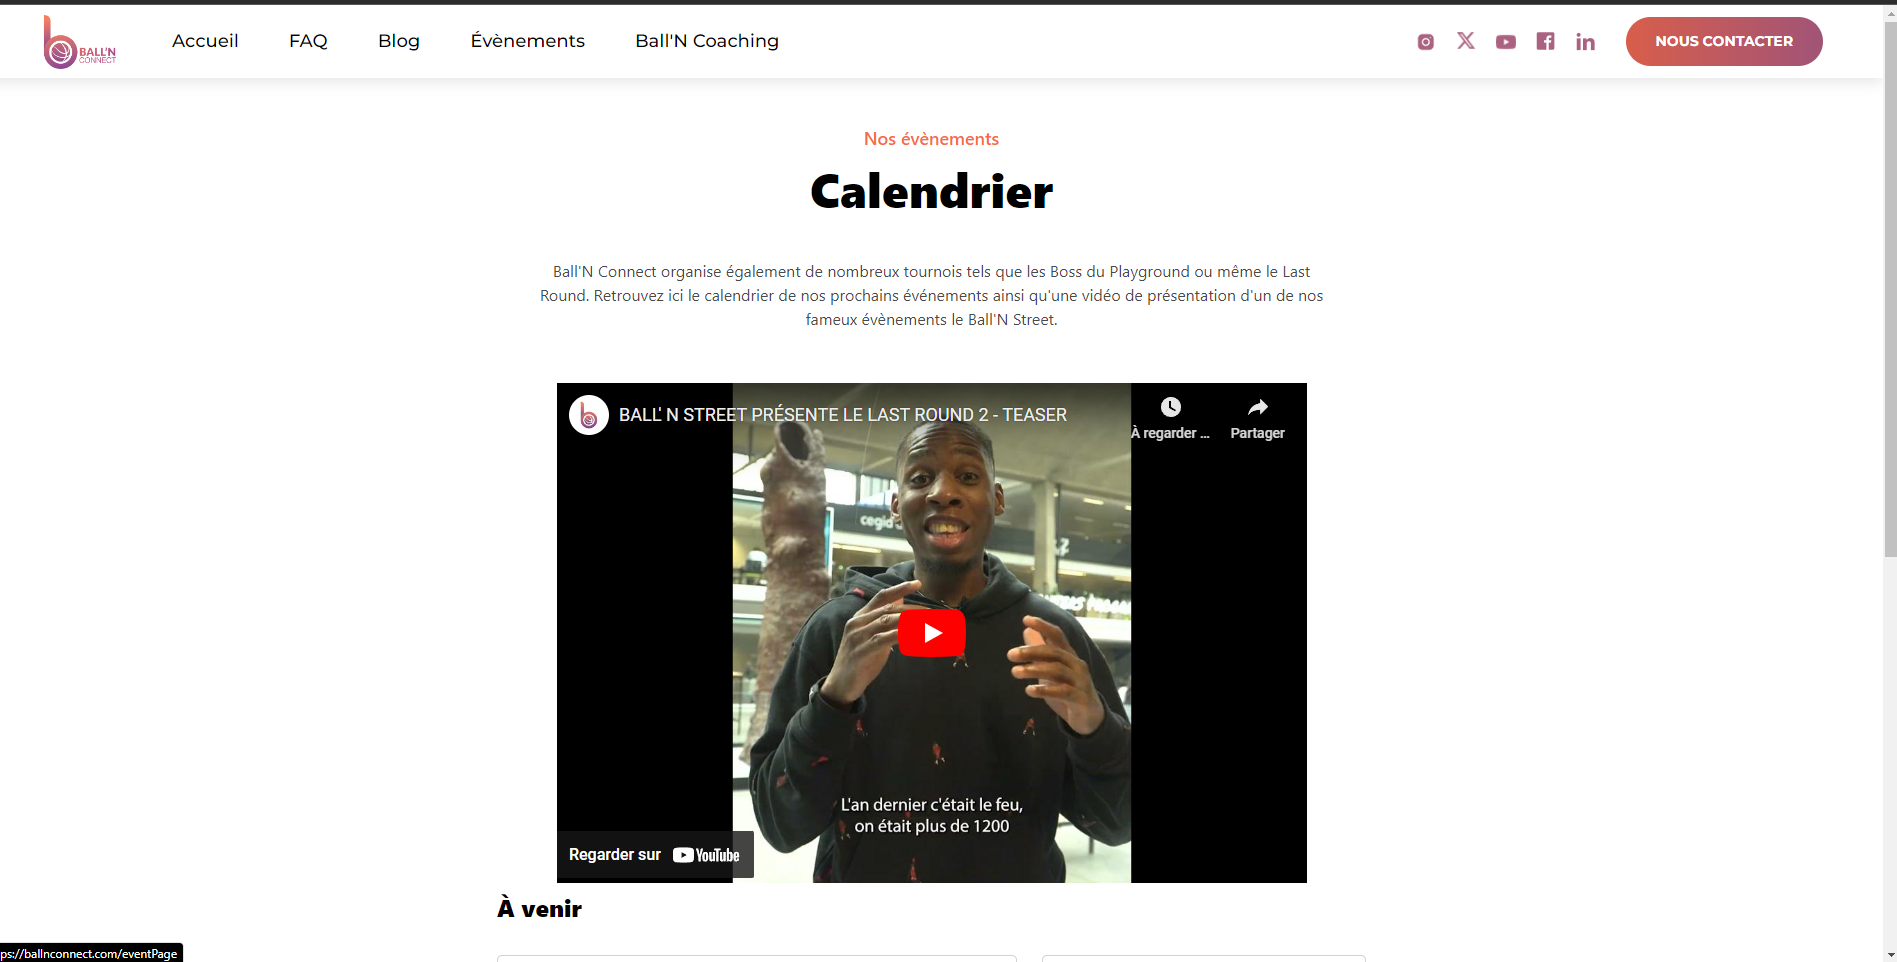 BALL'N
CONNECT
Accueil
FAQ
Blog
Évènements
Ball'N Coaching
NOUS CONTACTER
Nos évènements
Calendrier
Ball'N Connect organise également de nombreux tournois tels que les Boss du Playground ou même le Last
Round. Retrouvez ici le calendrier de nos prochains événements ainsi qu'une vidéo de présentation d'un de nos
fameux évènements le Ball'N Street.
BALL' N STREET PRÉSENTE LE LAST ROUND 2 - TEASER
À regarder ...
Partager
cegid
L'an dernier c'était le feu,
on était plus de 1200
Regarder sur YouTube
À venir
ps://ballnconnect.com/eventPage